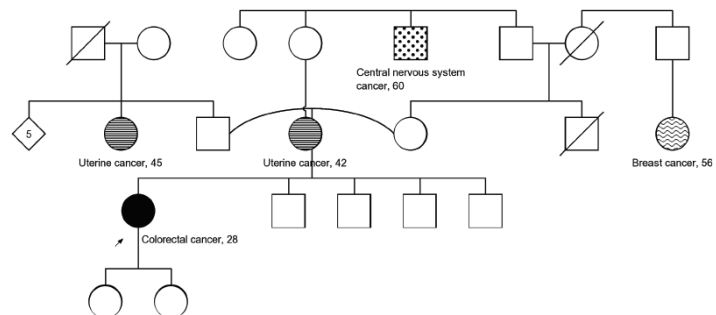 Central nervous system
cancer, 60
5
Uterine cancer, 45
Uterine cancer, 42
Breast cancer, 56
Colorectal cancer, 28